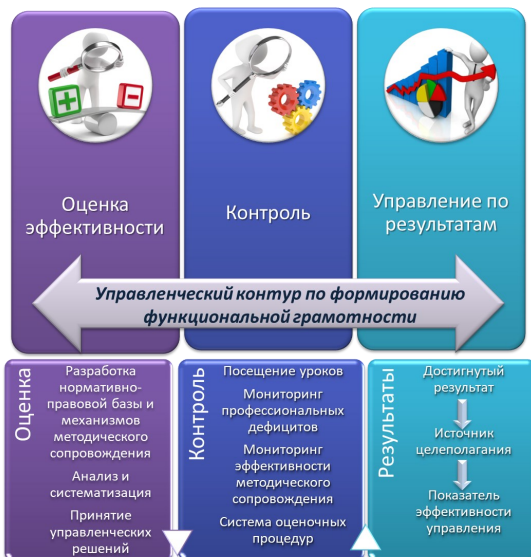 Оценка
эффективности
Контроль
Управление по
результатам
Управленческий контур по формированию
функциональной грамотности
Оценка
Разработка
нормативно-
правовой базы и
механизмов
методического
сопровождения
Анализ и
систематизация
Принятие
управленческих
решений
Контроль
Посещение уроков
Мониторинг
профессиональных
дефицитов
Мониторинг
эффективности
методического
сопровождения
Система оценочных
процедур
Результаты
Достигнутый
результат
Источник
целеполагания
Показатель
эффективности
управления